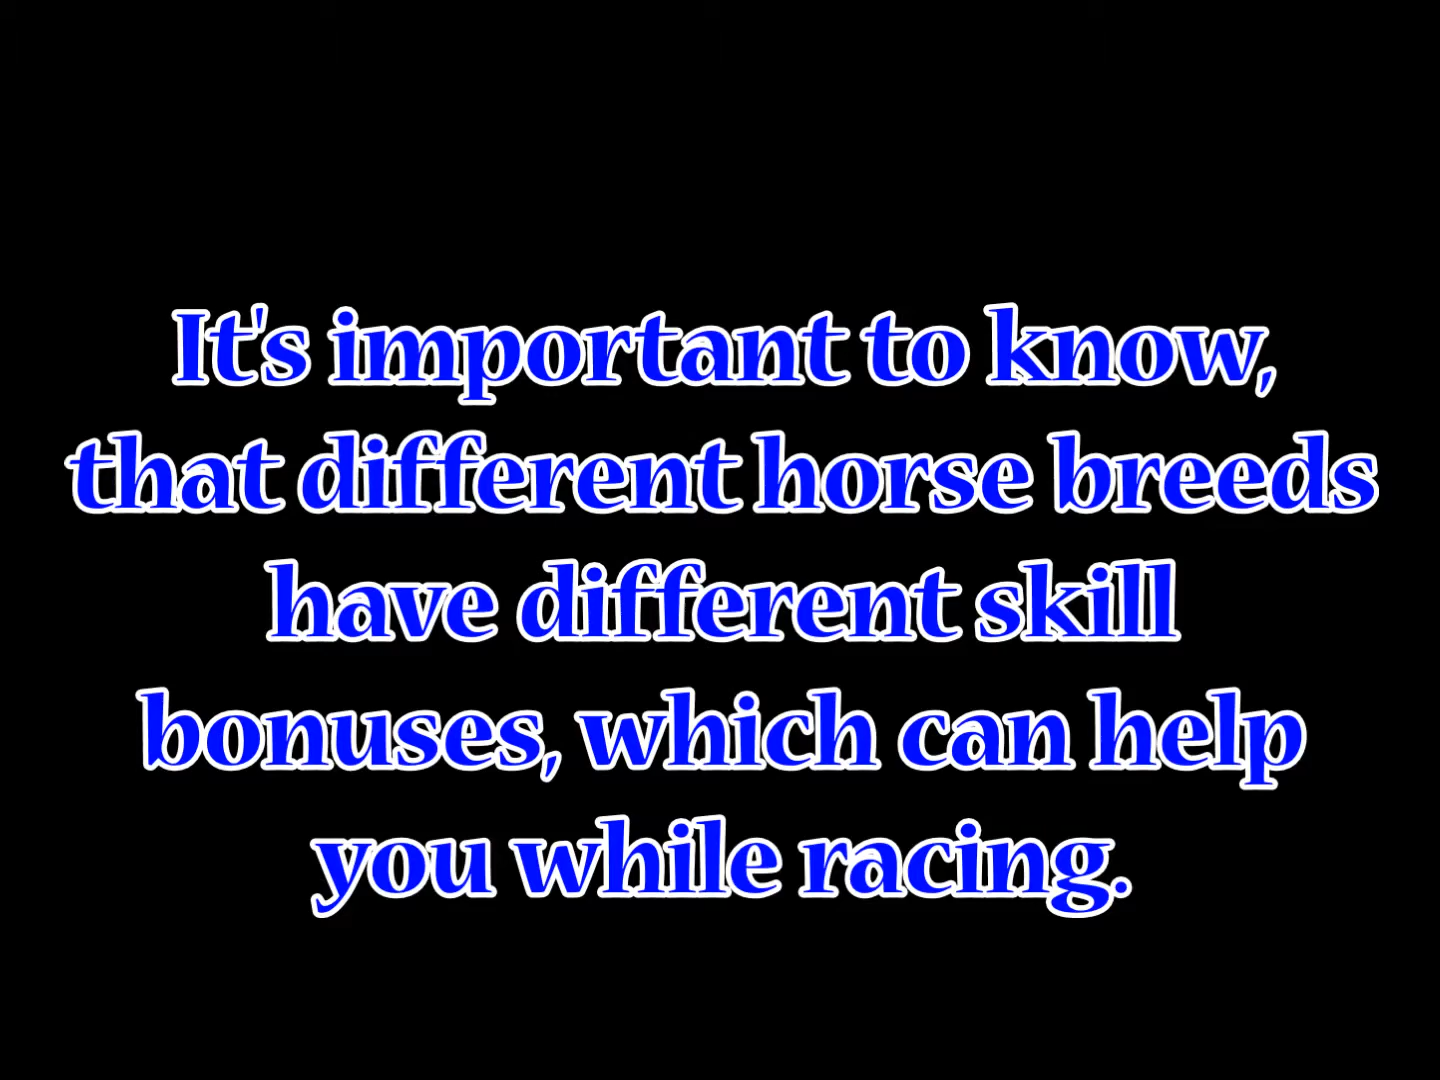 It's important to know,
that different horse breeds
have different skill
bonuses, which can help
you while racing.